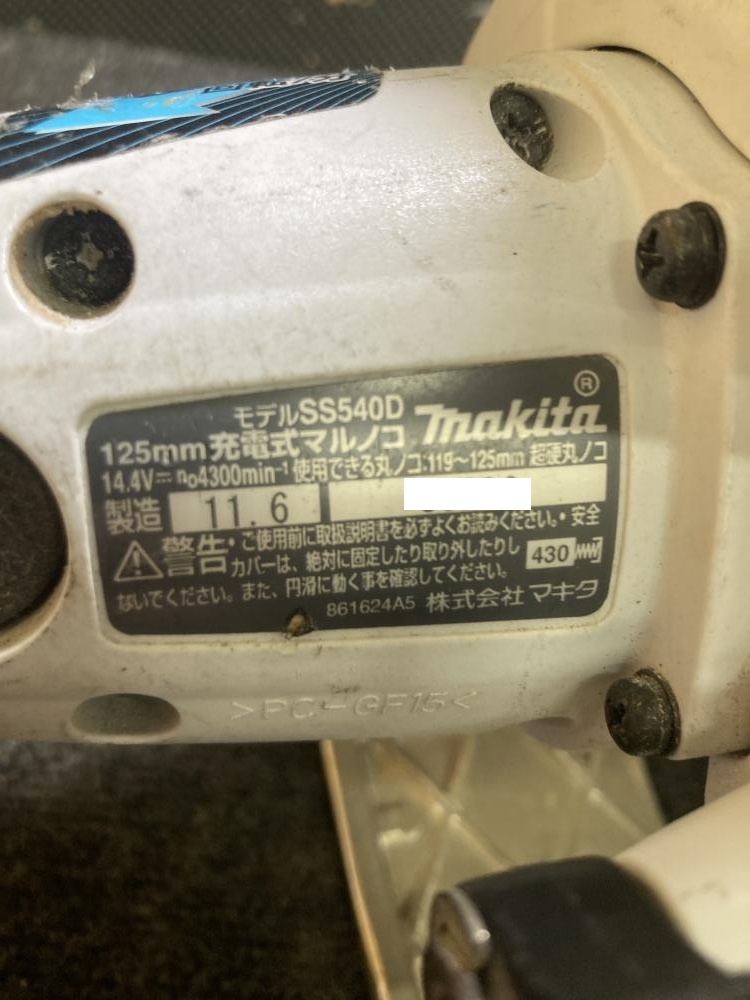 モデルSS540D
makita®
125mm充電式マルノコ
14.4V⎓ n₀4300min⁻¹ 使用できる丸ノコ:119～125mm 超硬丸ノコ
製造 11.6
⚠警告・ご使用前に取扱説明書を必ずよくお読みください。・安全
カバーは、絶対に固定したり取り外したりし
ないでください。また、円滑に動く事を確認してください。
430
861624A5 株式会社 マキタ
>PC-GF15<